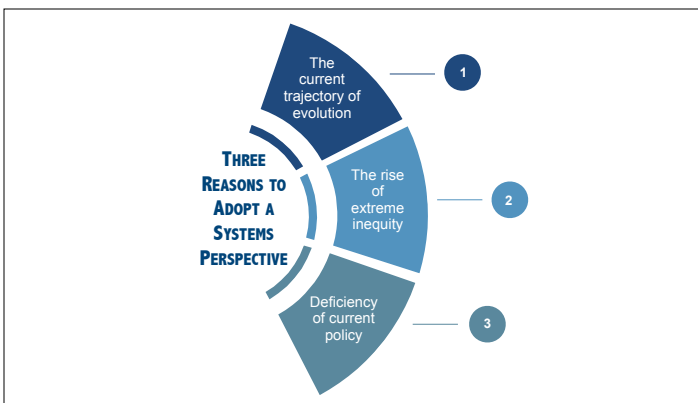 THREE
REASONS TO
ADOPT A
SYSTEMS
PERSPECTIVE
The
current
trajectory of
evolution
1
The rise
of
extreme
inequity
2
Deficiency
of current
policy
3